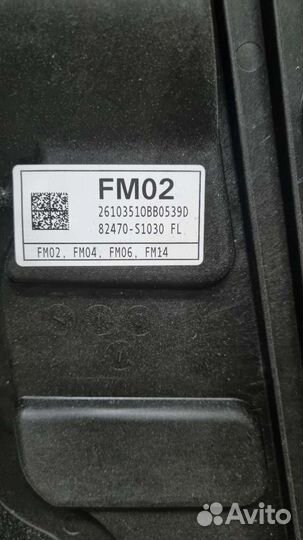 FM02
26103510BB0539D
82470-S1030 FL
FM02, FM04, FM06, FM14
Avito